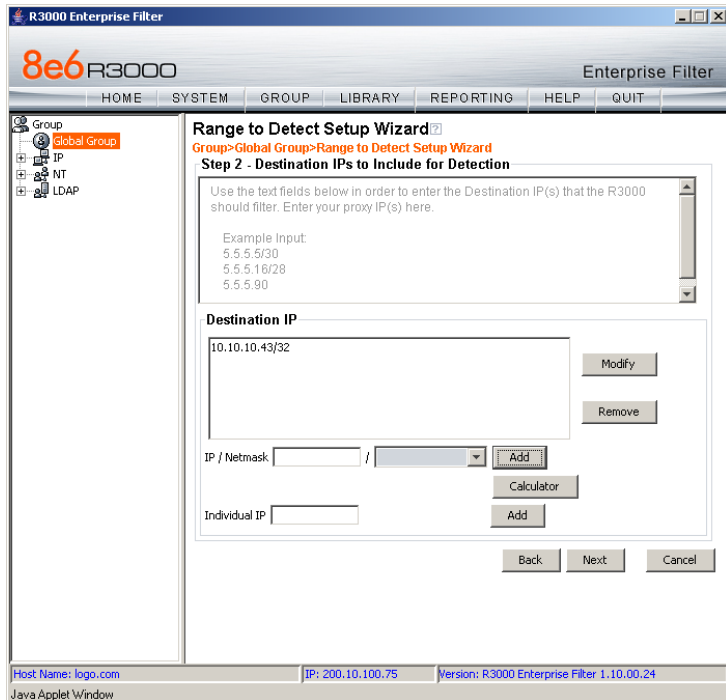 R3000 Enterprise Filter
8e6 R3000
Enterprise Filter
HOME SYSTEM GROUP LIBRARY REPORTING HELP QUIT
Group
Global Group
IP
NT
LDAP
Range to Detect Setup Wizard?
Group>Global Group>Range to Detect Setup Wizard
Step 2 - Destination IPs to Include for Detection
Use the text fields below in order to enter the Destination IP(s) that the R3000
should filter. Enter your proxy IP(s) here.
Example Input:
5.5.5.5/30
5.5.5.16/28
5.5.5.90
Destination IP
10.10.10.43/32
Modify
Remove
IP / Netmask / Add
Calculator
Individual IP Add
Back Next Cancel
Host Name: logo.com IP: 200.10.100.75 Version: R3000 Enterprise Filter 1.10.00.24
Java Applet Window